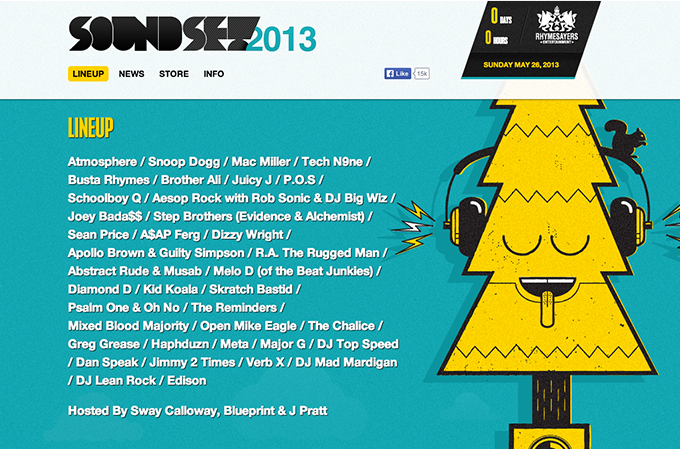 SOUNDSET 2013
0 DAYS
0 HOURS
RHYMESAYERS
ENTERTAINMENT
SUNDAY MAY 26, 2013
LINEUP NEWS STORE INFO
Like 15k
LINEUP
Atmosphere / Snoop Dogg / Mac Miller / Tech N9ne /
Busta Rhymes / Brother Ali / Juicy J / P.O.S /
Schoolboy Q / Aesop Rock with Rob Sonic & DJ Big Wiz /
Joey Bada$$ / Step Brothers (Evidence & Alchemist) /
Sean Price / A$AP Ferg / Dizzy Wright /
Apollo Brown & Guilty Simpson / R.A. The Rugged Man /
Abstract Rude & Musab / Melo D (of the Beat Junkies) /
Diamond D / Kid Koala / Skratch Bastid /
Psalm One & Oh No / The Reminders /
Mixed Blood Majority / Open Mike Eagle / The Chalice /
Greg Grease / Haphduzn / Meta / Major G / DJ Top Speed
/ Dan Speak / Jimmy 2 Times / Verb X / DJ Mad Mardigan
/ DJ Lean Rock / Edison
Hosted By Sway Calloway, Blueprint & J Pratt